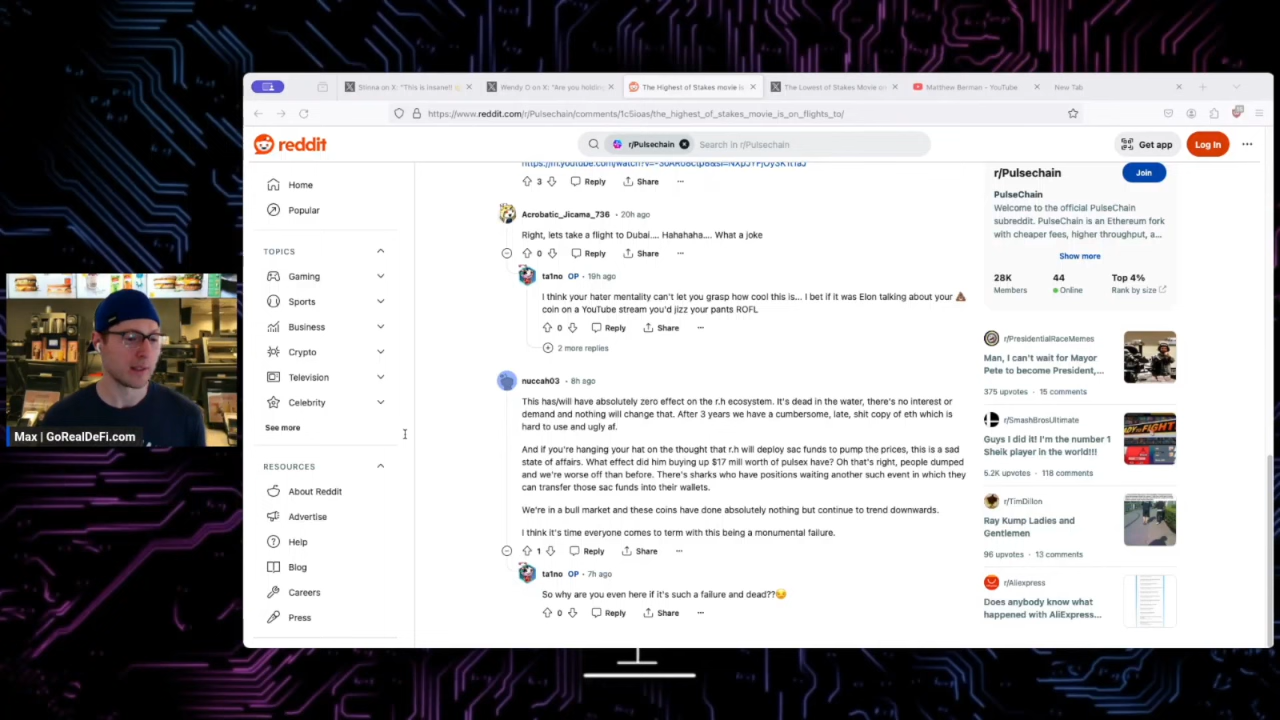 Stinna on X: "This is insane!!
Wendy O on X: "Are you holding
The Highest of Stakes movie is
The Lowest of Stakes Movie on
Matthew Berman - YouTube
New Tab
https://www.reddit.com/r/Pulsechain/comments/1c5ioas/the_highest_of_stakes_movie_is_on_flights_to/
reddit
r/Pulsechain
Search in r/Pulsechain
Get app
Log In
Home
Popular
TOPICS
Gaming
Sports
Business
Crypto
Television
Celebrity
See more
RESOURCES
About Reddit
Advertise
Help
Blog
Careers
Press
3 Reply Share
Acrobatic_Jicama_736 • 20h ago
Right, lets take a flight to Dubai.... Hahahaha.... What a joke
0 Reply Share
ta1no OP • 19h ago
I think your hater mentality can't let you grasp how cool this is... I bet if it was Elon talking about your 💩
coin on a YouTube stream you'd jizz your pants ROFL
0 Reply Share
2 more replies
nuccah03 • 8h ago
This has/will have absolutely zero effect on the r.h ecosystem. It's dead in the water, there's no interest or
demand and nothing will change that. After 3 years we have a cumbersome, late, shit copy of eth which is
hard to use and ugly af.
And if you're hanging your hat on the thought that r.h will deploy sac funds to pump the prices, this is a sad
state of affairs. What effect did him buying up $17 mill worth of pulsex have? Oh that's right, people dumped
and we're worse off than before. There's sharks who have positions waiting another such event in which they
can transfer those sac funds into their wallets.
We're in a bull market and these coins have done absolutely nothing but continue to trend downwards.
I think it's time everyone comes to term with this being a monumental failure.
1 Reply Share
ta1no OP • 7h ago
So why are you even here if it's such a failure and dead??😏
0 Reply Share
r/Pulsechain
Join
PulseChain
Welcome to the official PulseChain
subreddit. PulseChain is an Ethereum fork
with cheaper fees, higher throughput, a...
Show more
28K 44 Top 4%
Members Online Rank by size
r/PresidentialRaceMemes
Man, I can't wait for Mayor
Pete to become President,...
375 upvotes · 15 comments
r/SmashBrosUltimate
Guys I did it! I'm the number 1
Sheik player in the world!!!
5.2K upvotes · 118 comments
r/TimDillon
Ray Kump Ladies and
Gentlemen
96 upvotes · 13 comments
r/Aliexpress
Does anybody know what
happened with AliExpress...
Max | GoRealDeFi.com